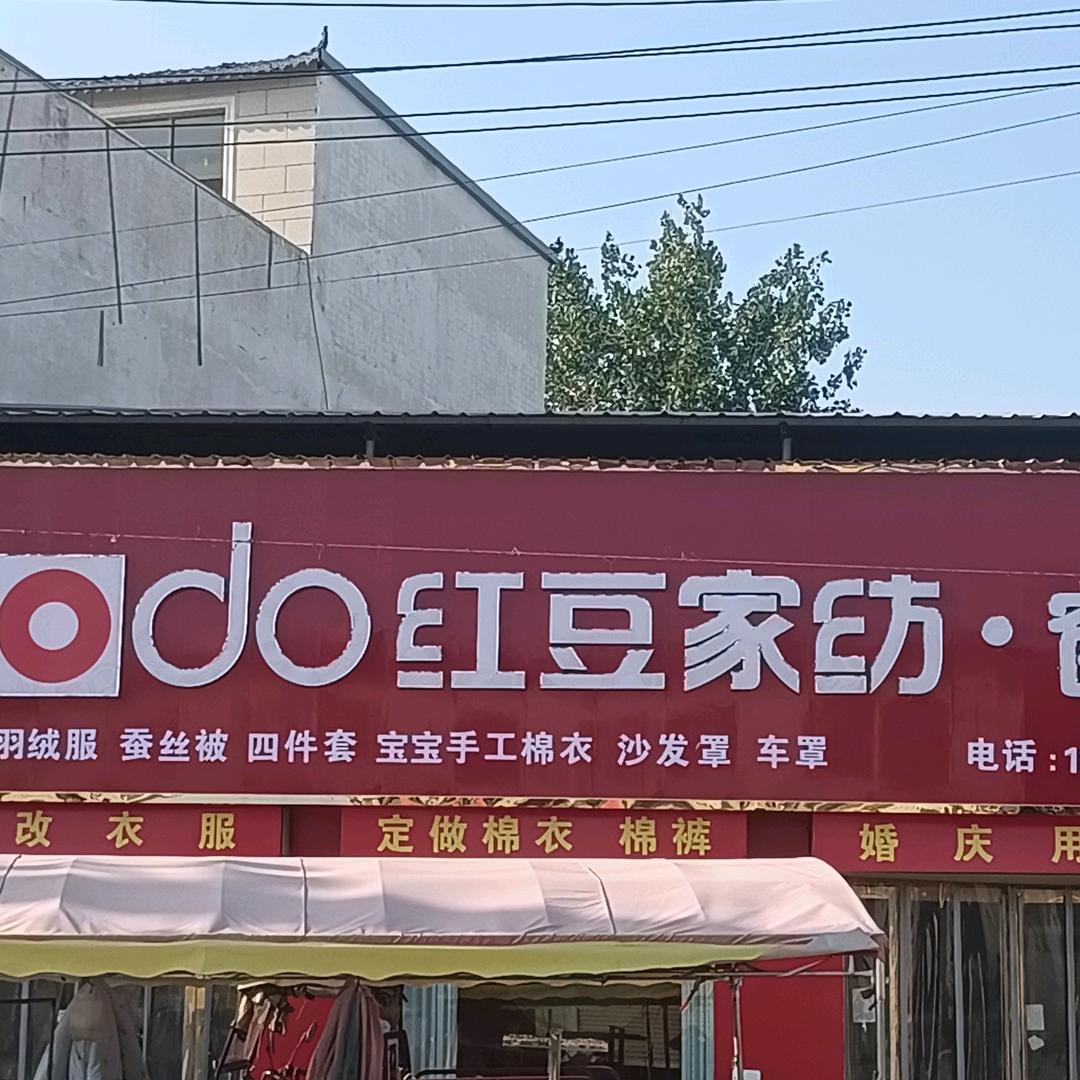 odo 红豆家纺·
羽绒服 蚕丝被 四件套 宝宝手工棉衣 沙发罩 车罩 电话:1
改衣服 定做棉衣 棉裤 婚庆用